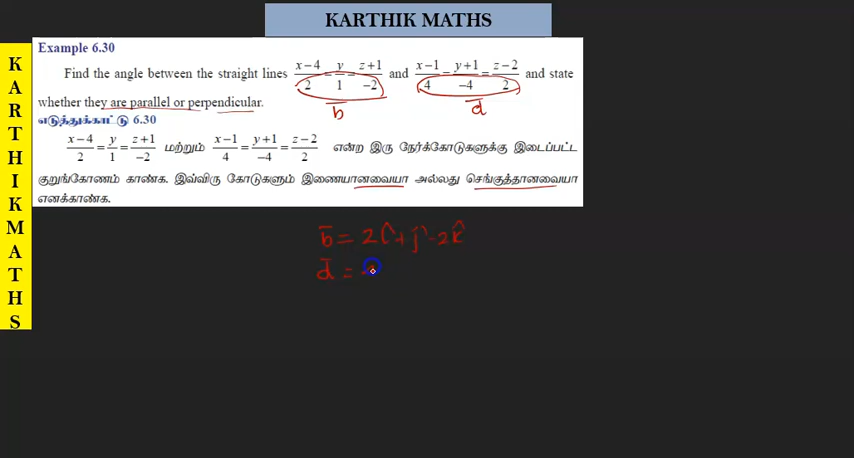 KARTHIK MATHS
K
A
R
T
H
I
K
M
A
T
H
S
Example 6.30
Find the angle between the straight lines (x−4)/2 = y/1 = (z+1)/−2 and (x−1)/4 = (y+1)/−4 = (z−2)/2 and state
whether they are parallel or perpendicular.
b̄ d̄
எடுத்துக்காட்டு 6.30
(x−4)/2 = y/1 = (z+1)/−2 மற்றும் (x−1)/4 = (y+1)/−4 = (z−2)/2 என்ற இரு நேர்க்கோடுகளுக்கு இடைப்பட்ட
குறுங்கோணம் காண்க. இவ்விரு கோடுகளும் இணையானவையா அல்லது செங்குத்தானவையா
எனக்காண்க.
b̄ = 2î + ĵ - 2k̂
d̄ =